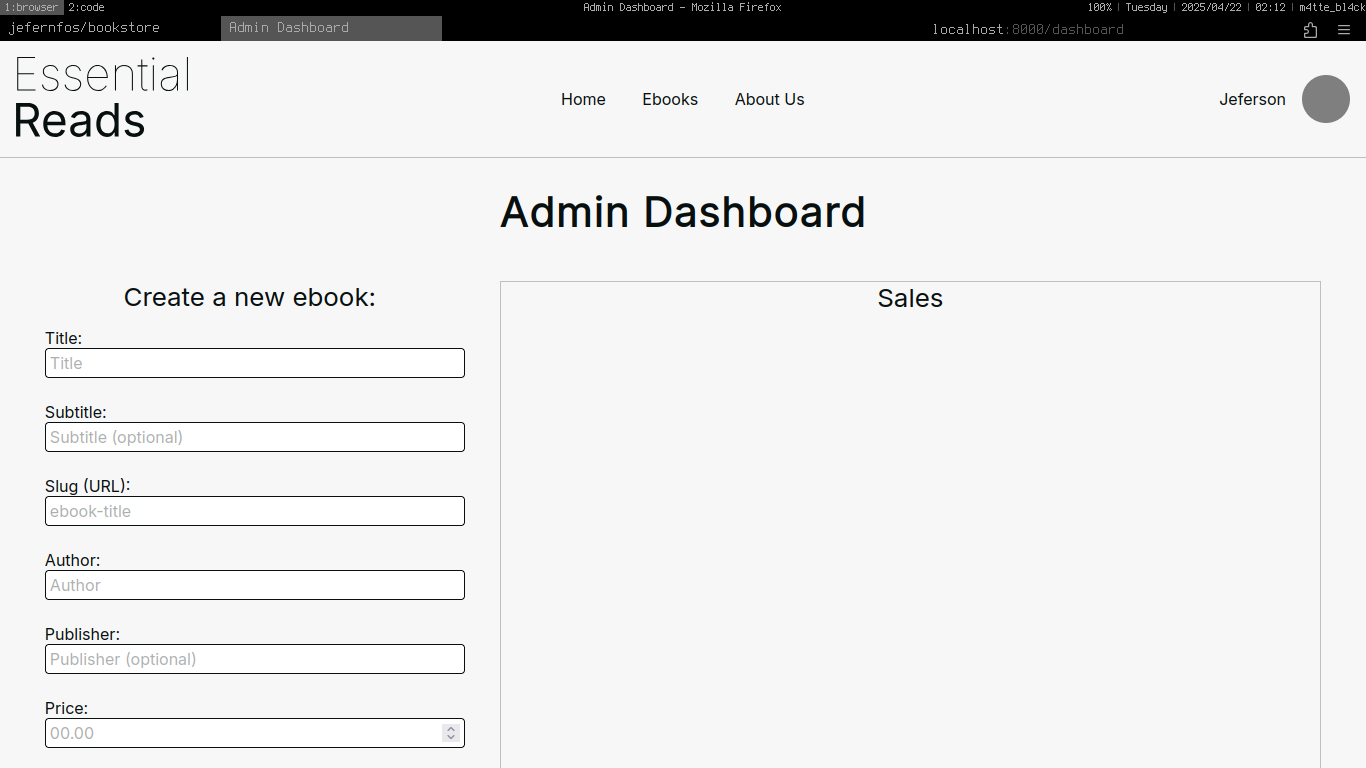 1:browser 2:code
Admin Dashboard - Mozilla Firefox
100% | Tuesday | 2025/04/22 | 02:12 | m4tte_bl4ck
jefernfos/bookstore
Admin Dashboard
localhost:8000/dashboard
Essential
Reads
Home Ebooks About Us
Jeferson
Admin Dashboard
Create a new ebook:
Title:
Title
Subtitle:
Subtitle (optional)
Slug (URL):
ebook-title
Author:
Author
Publisher:
Publisher (optional)
Price:
00.00
Sales